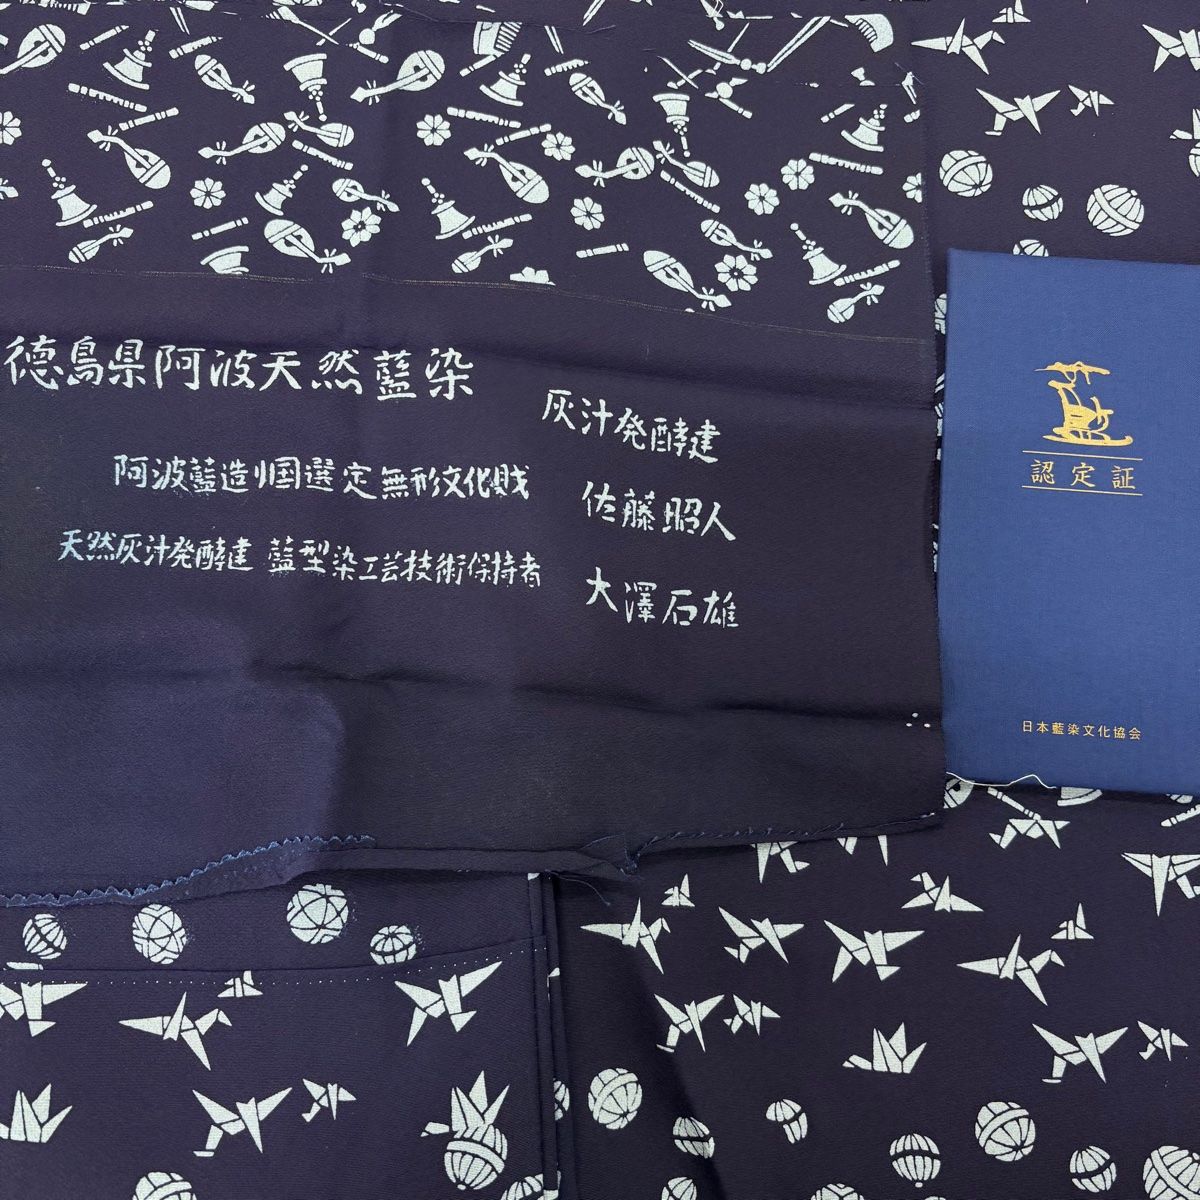 徳島県阿波天然藍染
灰汁発酵建
阿波藍造り国選定無形文化財
佐藤昭人
天然灰汁発酵建 藍型染工芸技術保持者
大澤石雄
認定証
日本藍染文化協会